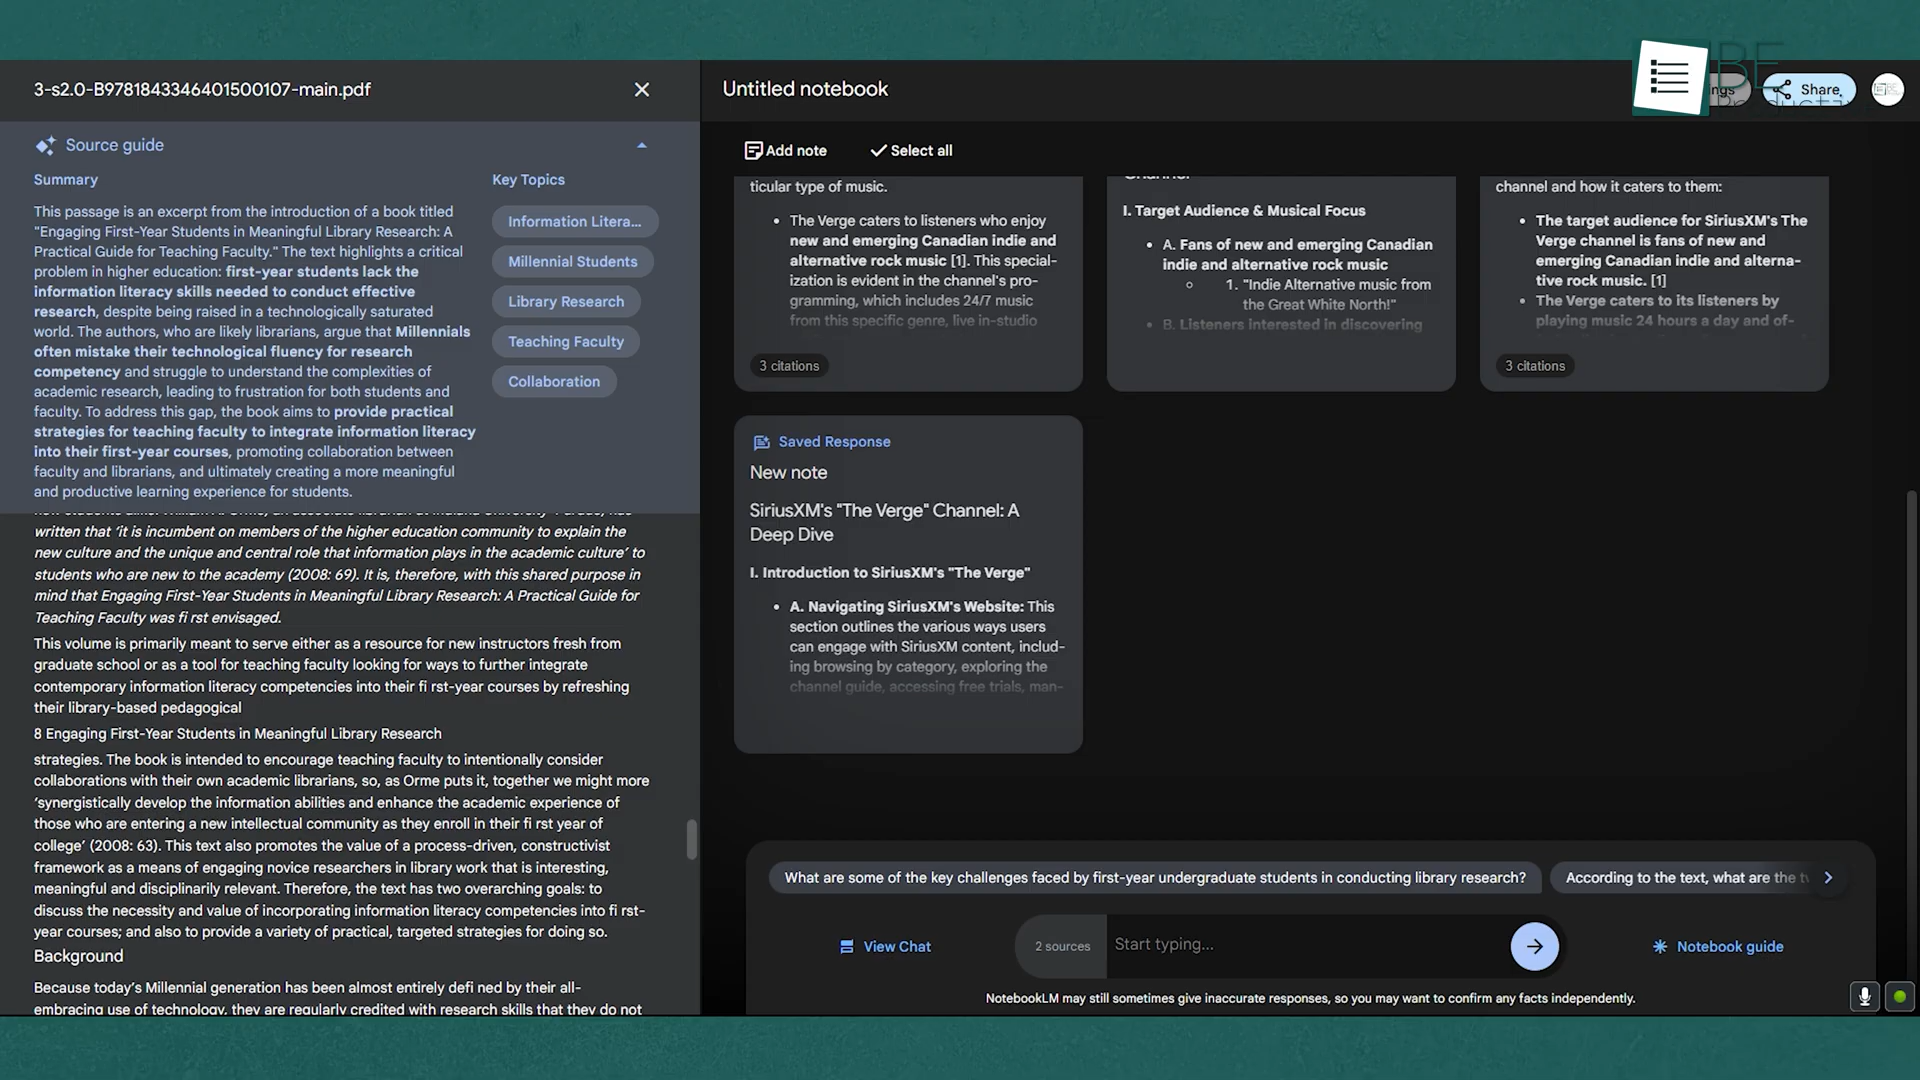 3-s2.0-B9781843346401500107-main.pdf
Source guide
Summary
This passage is an excerpt from the introduction of a book titled
"Engaging First-Year Students in Meaningful Library Research: A
Practical Guide for Teaching Faculty." The text highlights a critical
problem in higher education: first-year students lack the
information literacy skills needed to conduct effective
research, despite being raised in a technologically saturated
world. The authors, who are likely librarians, argue that Millennials
often mistake their technological fluency for research
competency and struggle to understand the complexities of
academic research, leading to frustration for both students and
faculty. To address this gap, the book aims to provide practical
strategies for teaching faculty to integrate information literacy
into their first-year courses, promoting collaboration between
faculty and librarians, and ultimately creating a more meaningful
and productive learning experience for students.
Key Topics
Information Litera...
Millennial Students
Library Research
Teaching Faculty
Collaboration
written that ‘it is incumbent on members of the higher education community to explain the
new culture and the unique and central role that information plays in the academic culture’ to
students who are new to the academy (2008: 69). It is, therefore, with this shared purpose in
mind that Engaging First-Year Students in Meaningful Library Research: A Practical Guide for
Teaching Faculty was fi rst envisaged.
This volume is primarily meant to serve either as a resource for new instructors fresh from
graduate school or as a tool for teaching faculty looking for ways to further integrate
contemporary information literacy competencies into their fi rst-year courses by refreshing
their library-based pedagogical
8 Engaging First-Year Students in Meaningful Library Research
strategies. The book is intended to encourage teaching faculty to intentionally consider
collaborations with their own academic librarians, so, as Orme puts it, together we might more
‘synergistically develop the information abilities and enhance the academic experience of
those who are entering a new intellectual community as they enroll in their fi rst year of
college’ (2008: 63). This text also promotes the value of a process-driven, constructivist
framework as a means of engaging novice researchers in library work that is interesting,
meaningful and disciplinarily relevant. Therefore, the text has two overarching goals: to
discuss the necessity and value of incorporating information literacy competencies into fi rst-
year courses; and also to provide a variety of practical, targeted strategies for doing so.
Background
Because today’s Millennial generation has been almost entirely defi ned by their all-
embracing use of technology, they are regularly credited with research skills that they do not
Untitled notebook
Share
BE
Add note
Select all
ticular type of music.
• The Verge caters to listeners who enjoy
new and emerging Canadian indie and
alternative rock music [1]. This special-
ization is evident in the channel's pro-
gramming, which includes 24/7 music
from this specific genre, live in-studio
3 citations
Channel
I. Target Audience & Musical Focus
• A. Fans of new and emerging Canadian
indie and alternative rock music
○ 1. "Indie Alternative music from
the Great White North!"
• B. Listeners interested in discovering
channel and how it caters to them:
• The target audience for SiriusXM's The
Verge channel is fans of new and
emerging Canadian indie and alterna-
tive rock music. [1]
• The Verge caters to its listeners by
playing music 24 hours a day and of-
3 citations
Saved Response
New note
SiriusXM's "The Verge" Channel: A
Deep Dive
I. Introduction to SiriusXM's "The Verge"
• A. Navigating SiriusXM's Website: This
section outlines the various ways users
can engage with SiriusXM content, includ-
ing browsing by category, exploring the
channel guide, accessing free trials, man-
What are some of the key challenges faced by first-year undergraduate students in conducting library research?
According to the text, what are the
View Chat
2 sources
Start typing...
Notebook guide
NotebookLM may still sometimes give inaccurate responses, so you may want to confirm any facts independently.